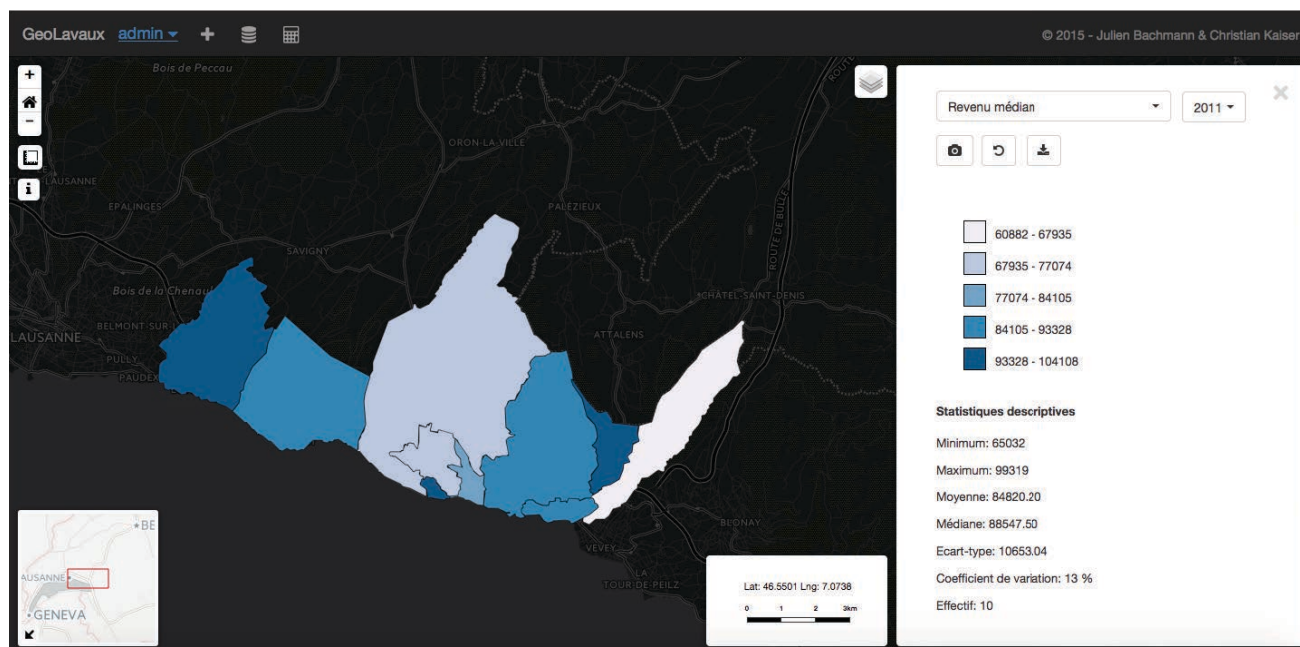 GeoLavaux admin
© 2015 - Julien Bachmann & Christian Kaiser
Bois de Peccau
ORON-LA-VILLE
LAUSANNE
EPALINGES
PALÉZIEUX
ROUTE DE BULLE
SAVIGNY
Bois de la Chenau
CHÂTEL-SAINT-DENIS
BELMONT-SUR-L
LAUSANNE
ATTALENS
PULLY
PAUDEX
BLONAY
VEVEY
LA
TOUR-DE-PEILZ
BE
AUSANNE
GENEVA
Lat: 46.5501 Lng: 7.0738
0 1 2 3km
Revenu médian
2011
60882 - 67935
67935 - 77074
77074 - 84105
84105 - 93328
93328 - 104108
Statistiques descriptives
Minimum: 65032
Maximum: 99319
Moyenne: 84820.20
Médiane: 88547.50
Ecart-type: 10653.04
Coefficient de variation: 13 %
Effectif: 10